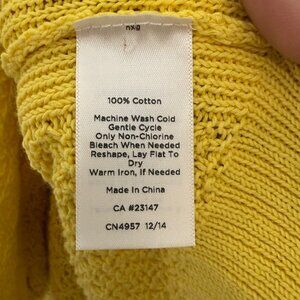 100% Cotton
Machine Wash Cold
Gentle Cycle
Only Non-Chlorine
Bleach When Needed
Reshape, Lay Flat To
Dry
Warm Iron, If Needed
Made In China
CA #23147
CN4957 12/14